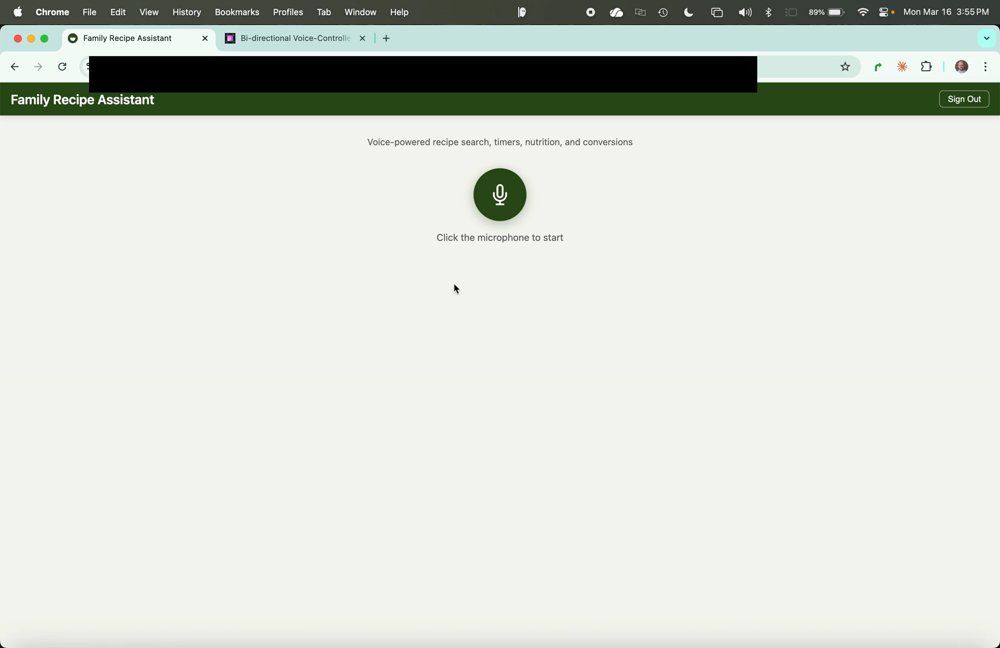 Chrome File Edit View History Bookmarks Profiles Tab Window Help 89% Mon Mar 16 3:55 PM
Family Recipe Assistant Bi-directional Voice-Controlle
Family Recipe Assistant Sign Out
Voice-powered recipe search, timers, nutrition, and conversions
Click the microphone to start